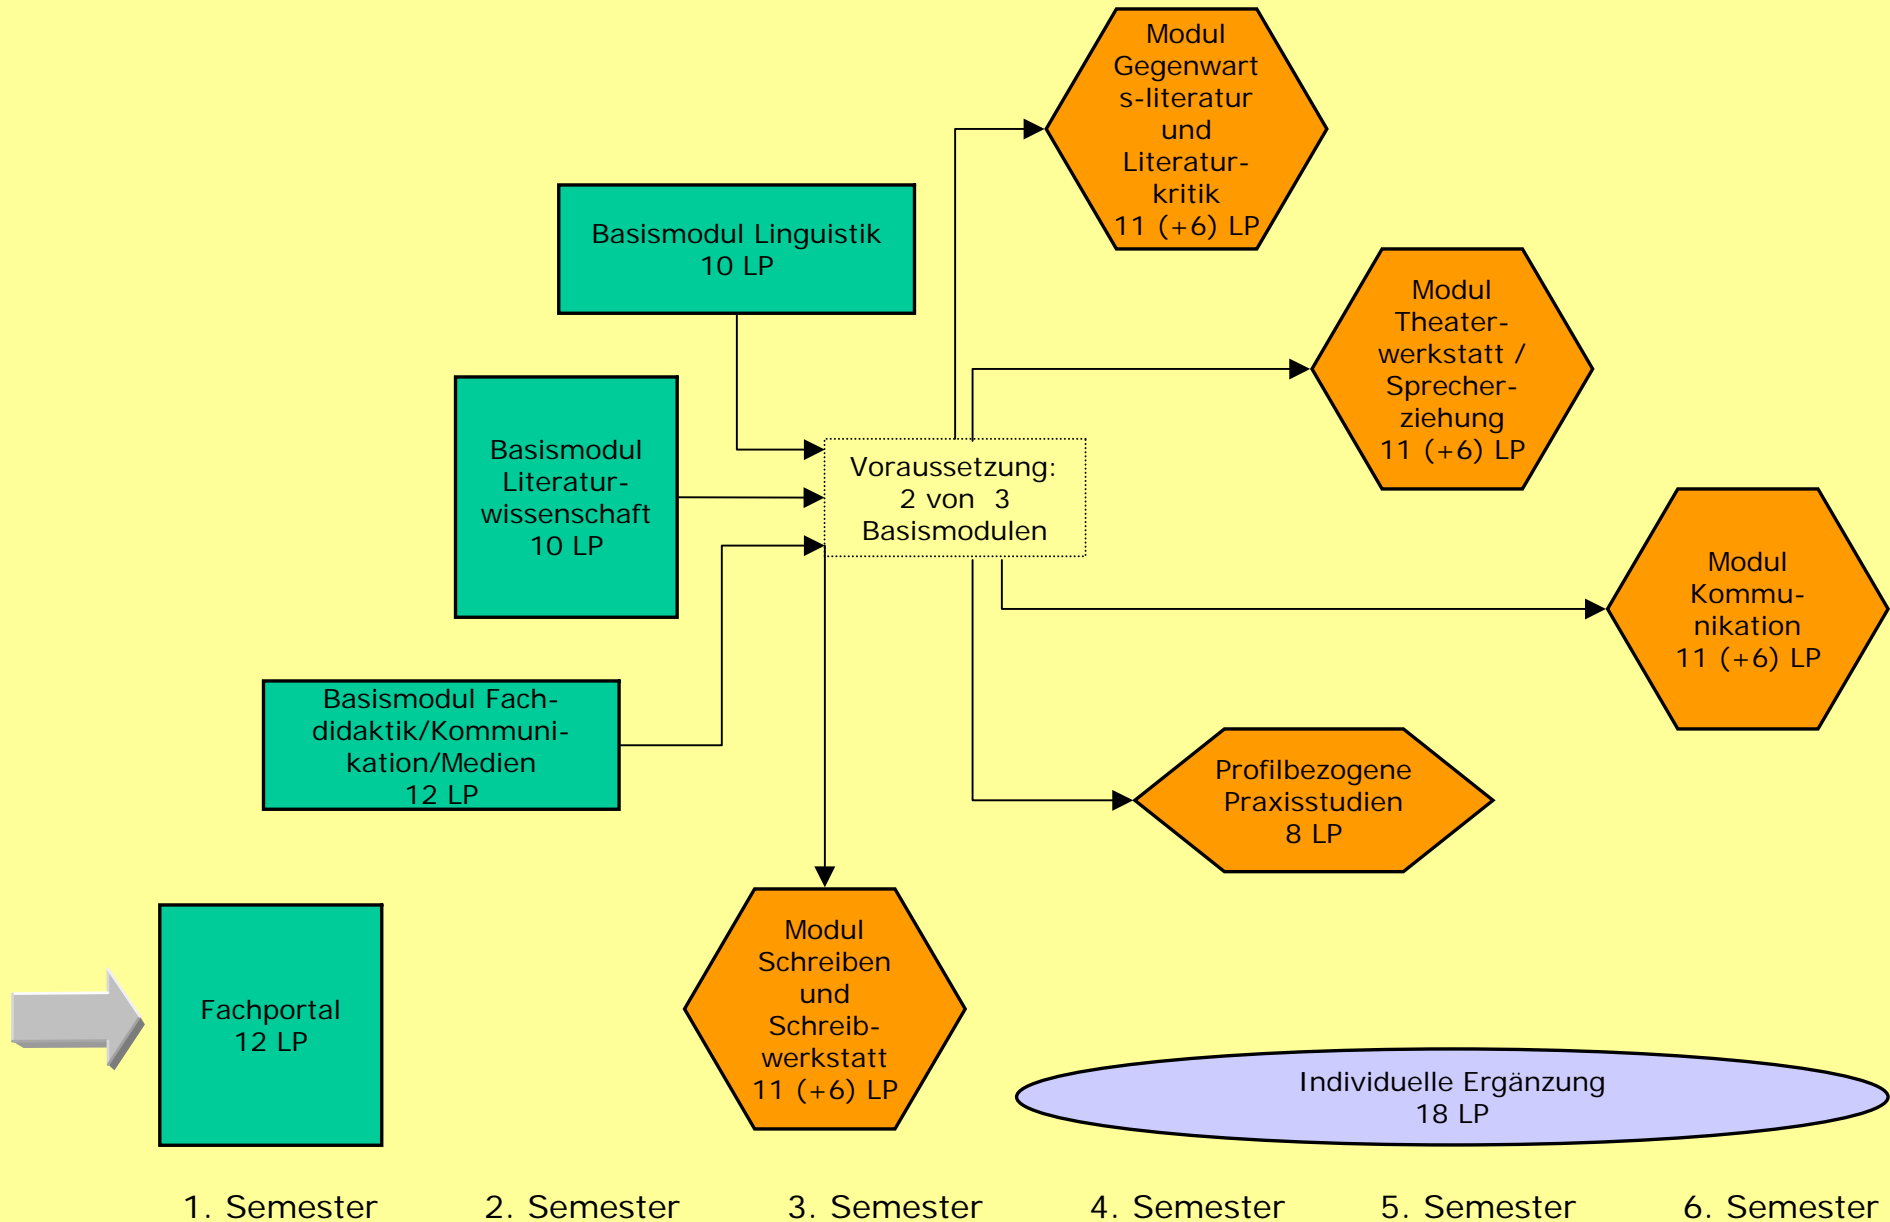 Modul
Gegenwart
s-literatur
und
Literatur-
kritik
11 (+6) LP
Basismodul Linguistik
10 LP
Modul
Theater-
werkstatt /
Sprecher-
ziehung
11 (+6) LP
Basismodul
Literatur-
wissenschaft
10 LP
Voraussetzung:
2 von  3
Basismodulen
Modul
Kommu-
nikation
11 (+6) LP
Basismodul Fach-
didaktik/Kommuni-
kation/Medien
12 LP
Profilbezogene
Praxisstudien
8 LP
Fachportal
12 LP
Modul
Schreiben
und
Schreib-
werkstatt
11 (+6) LP
Individuelle Ergänzung
18 LP
1. Semester 2. Semester 3. Semester 4. Semester 5. Semester 6. Semester